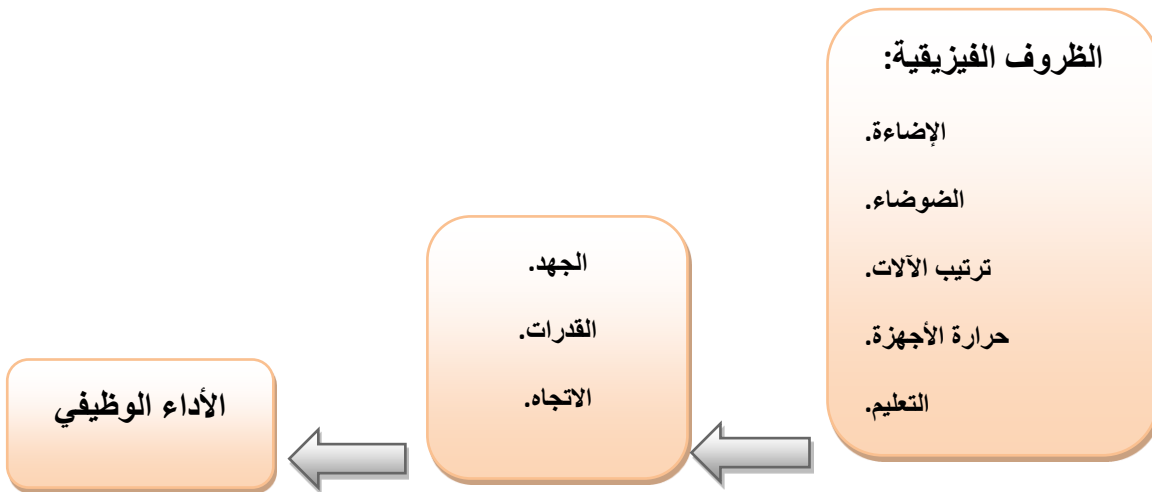 الظروف الفيزيقية:
الإضاءة.
الضوضاء.
ترتيب الآلات.
حرارة الأجهزة.
التعليم.
الجهد.
القدرات.
الاتجاه.
الأداء الوظيفي